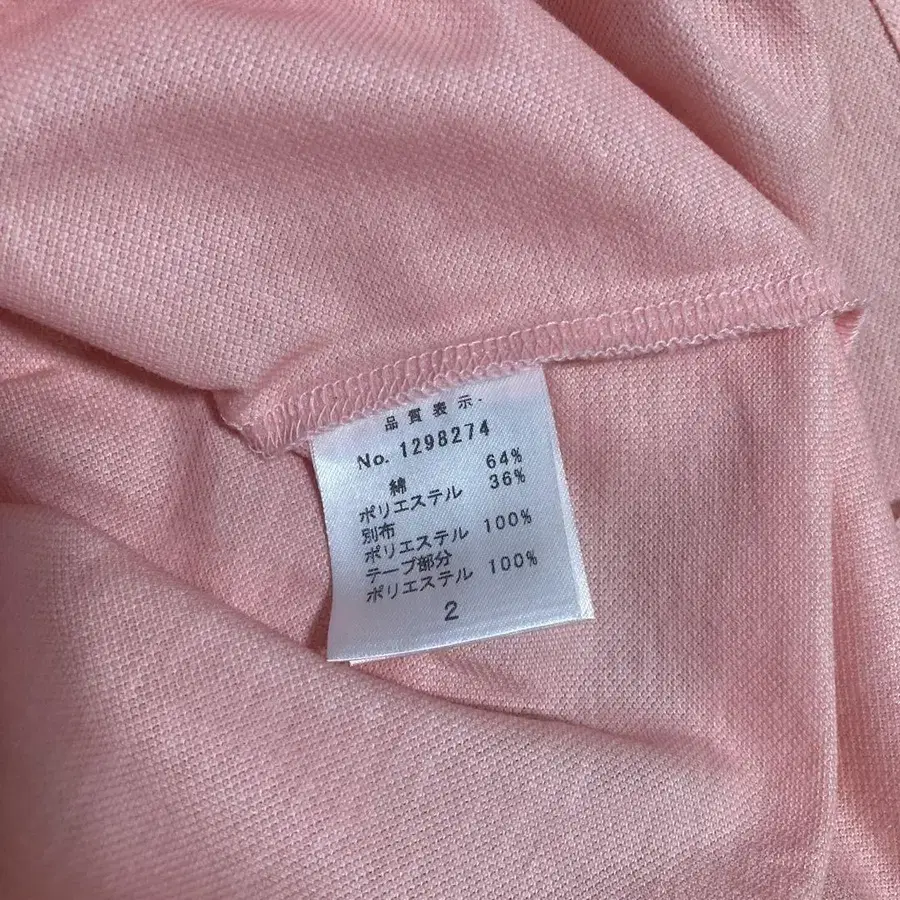 品質表示.
No. 1298274
綿 64%
ポリエステル 36%
別布
ポリエステル 100%
テープ部分
ポリエステル 100%
2